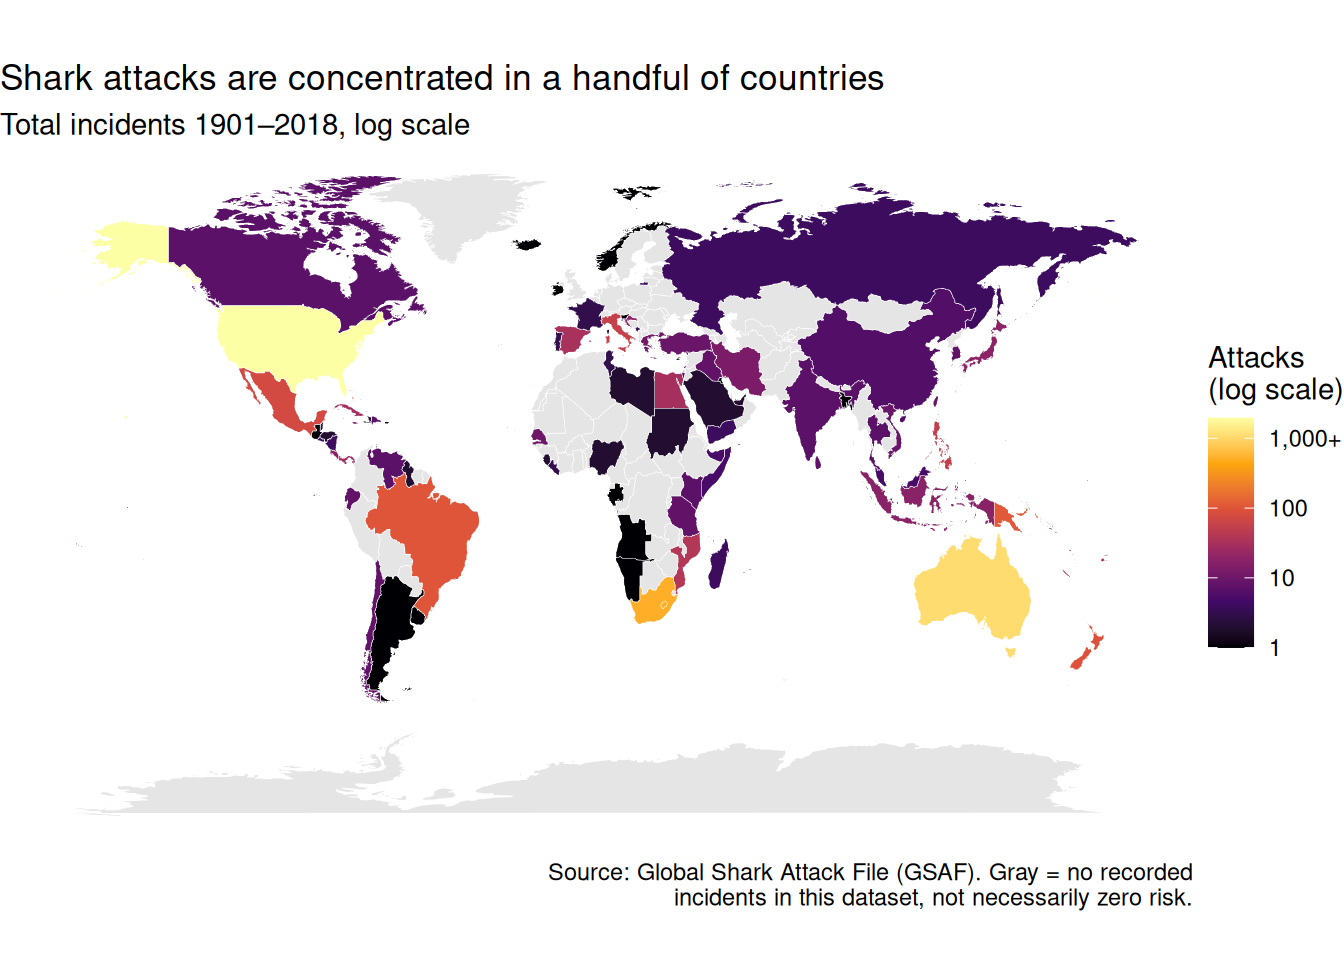 Shark attacks are concentrated in a handful of countries
Total incidents 1901–2018, log scale
Attacks
(log scale)
1,000+
100
10
1
Source: Global Shark Attack File (GSAF). Gray = no recorded
incidents in this dataset, not necessarily zero risk.